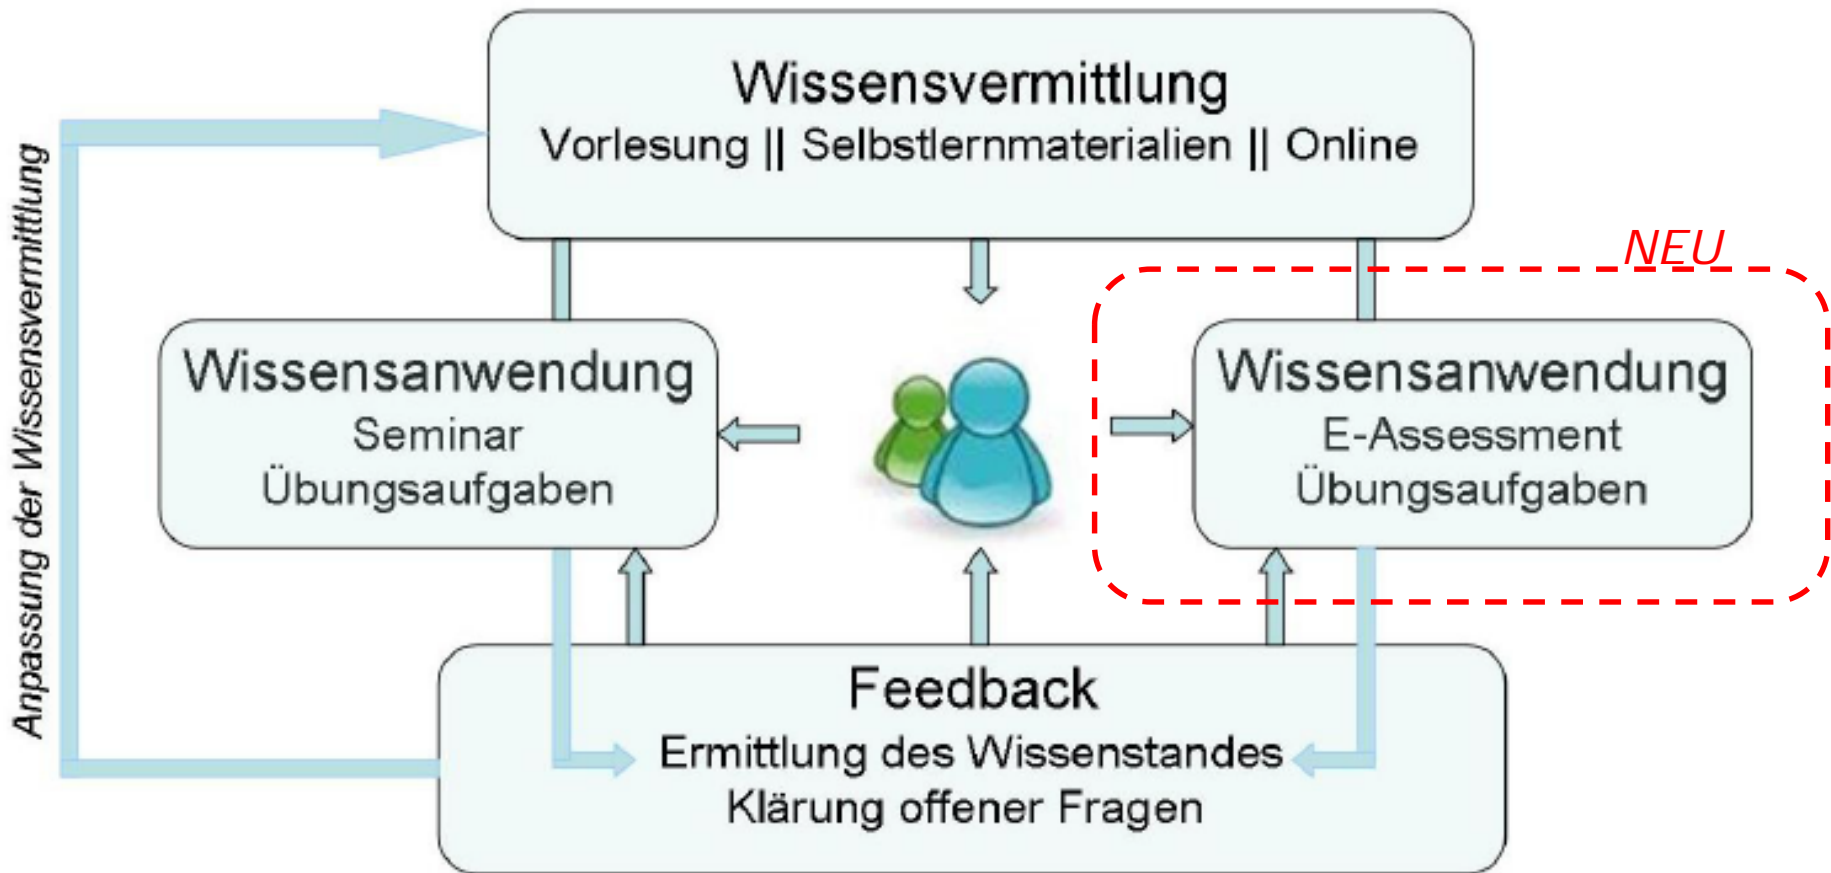 Wissensvermittlung
Vorlesung || Selbstlernmaterialien || Online
Anpassung der Wissensvermittlung
NEU
Wissensanwendung
Seminar
Übungsaufgaben
Wissensanwendung
E-Assessment
Übungsaufgaben
Feedback
Ermittlung des Wissenstandes
Klärung offener Fragen